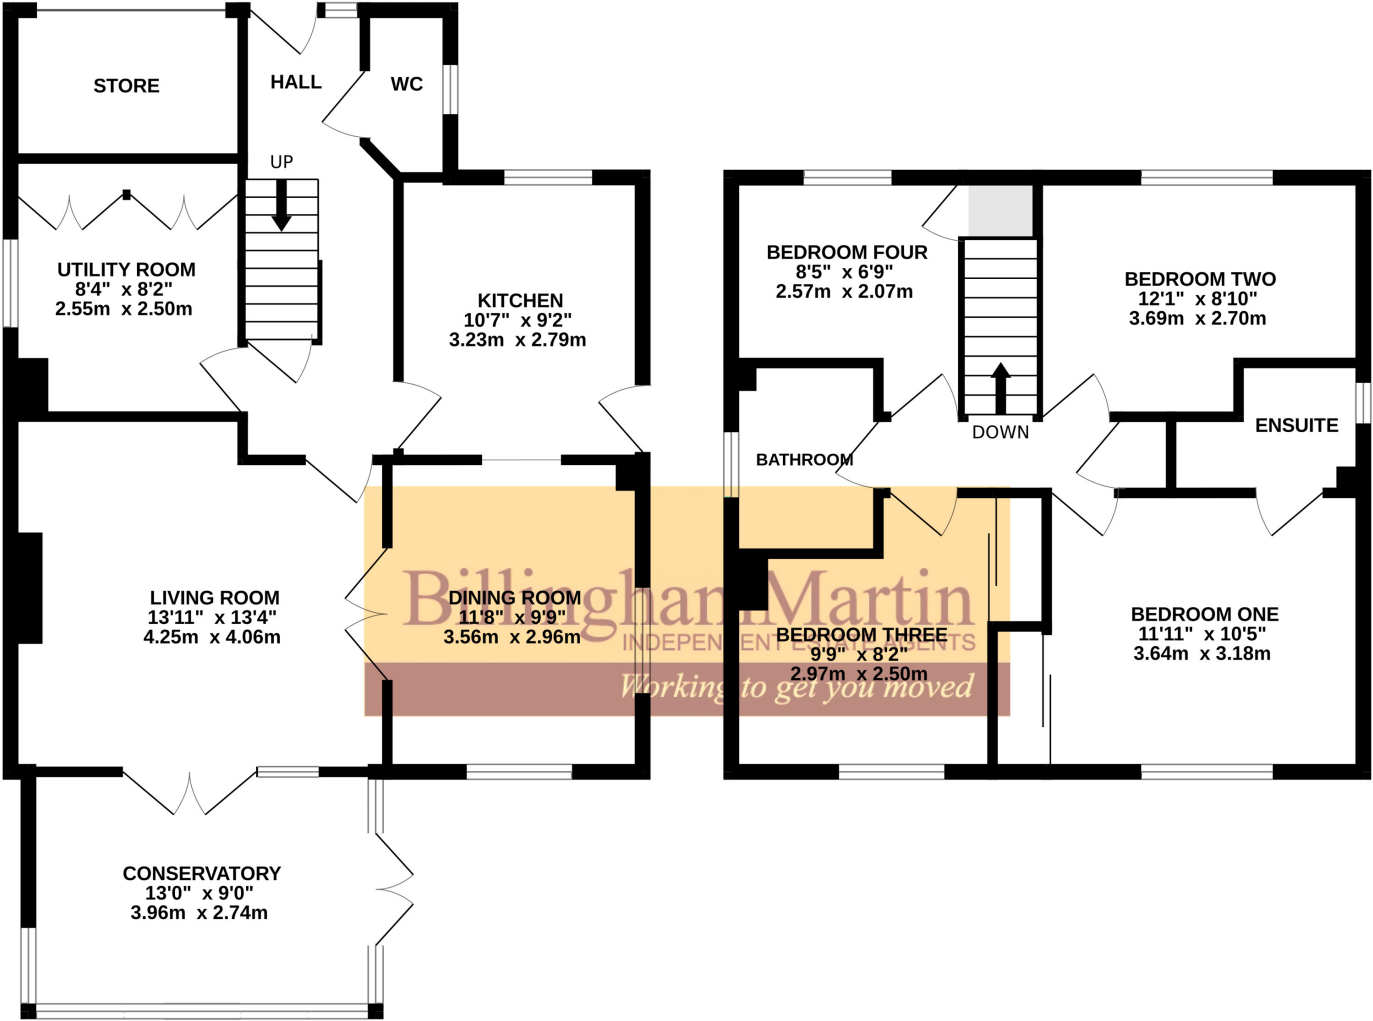 STORE
HALL
WC
UP
UTILITY ROOM
8'4" x 8'2"
2.55m x 2.50m
KITCHEN
10'7" x 9'2"
3.23m x 2.79m
LIVING ROOM
13'11" x 13'4"
4.25m x 4.06m
DINING ROOM
11'8" x 9'9"
3.56m x 2.96m
CONSERVATORY
13'0" x 9'0"
3.96m x 2.74m
BEDROOM FOUR
8'5" x 6'9"
2.57m x 2.07m
BEDROOM TWO
12'1" x 8'10"
3.69m x 2.70m
DOWN
ENSUITE
BATHROOM
BEDROOM THREE
9'9" x 8'2"
2.97m x 2.50m
BEDROOM ONE
11'11" x 10'5"
3.64m x 3.18m
Billingham Martin
INDEPENDENT ESTATE AGENTS
Working to get you moved